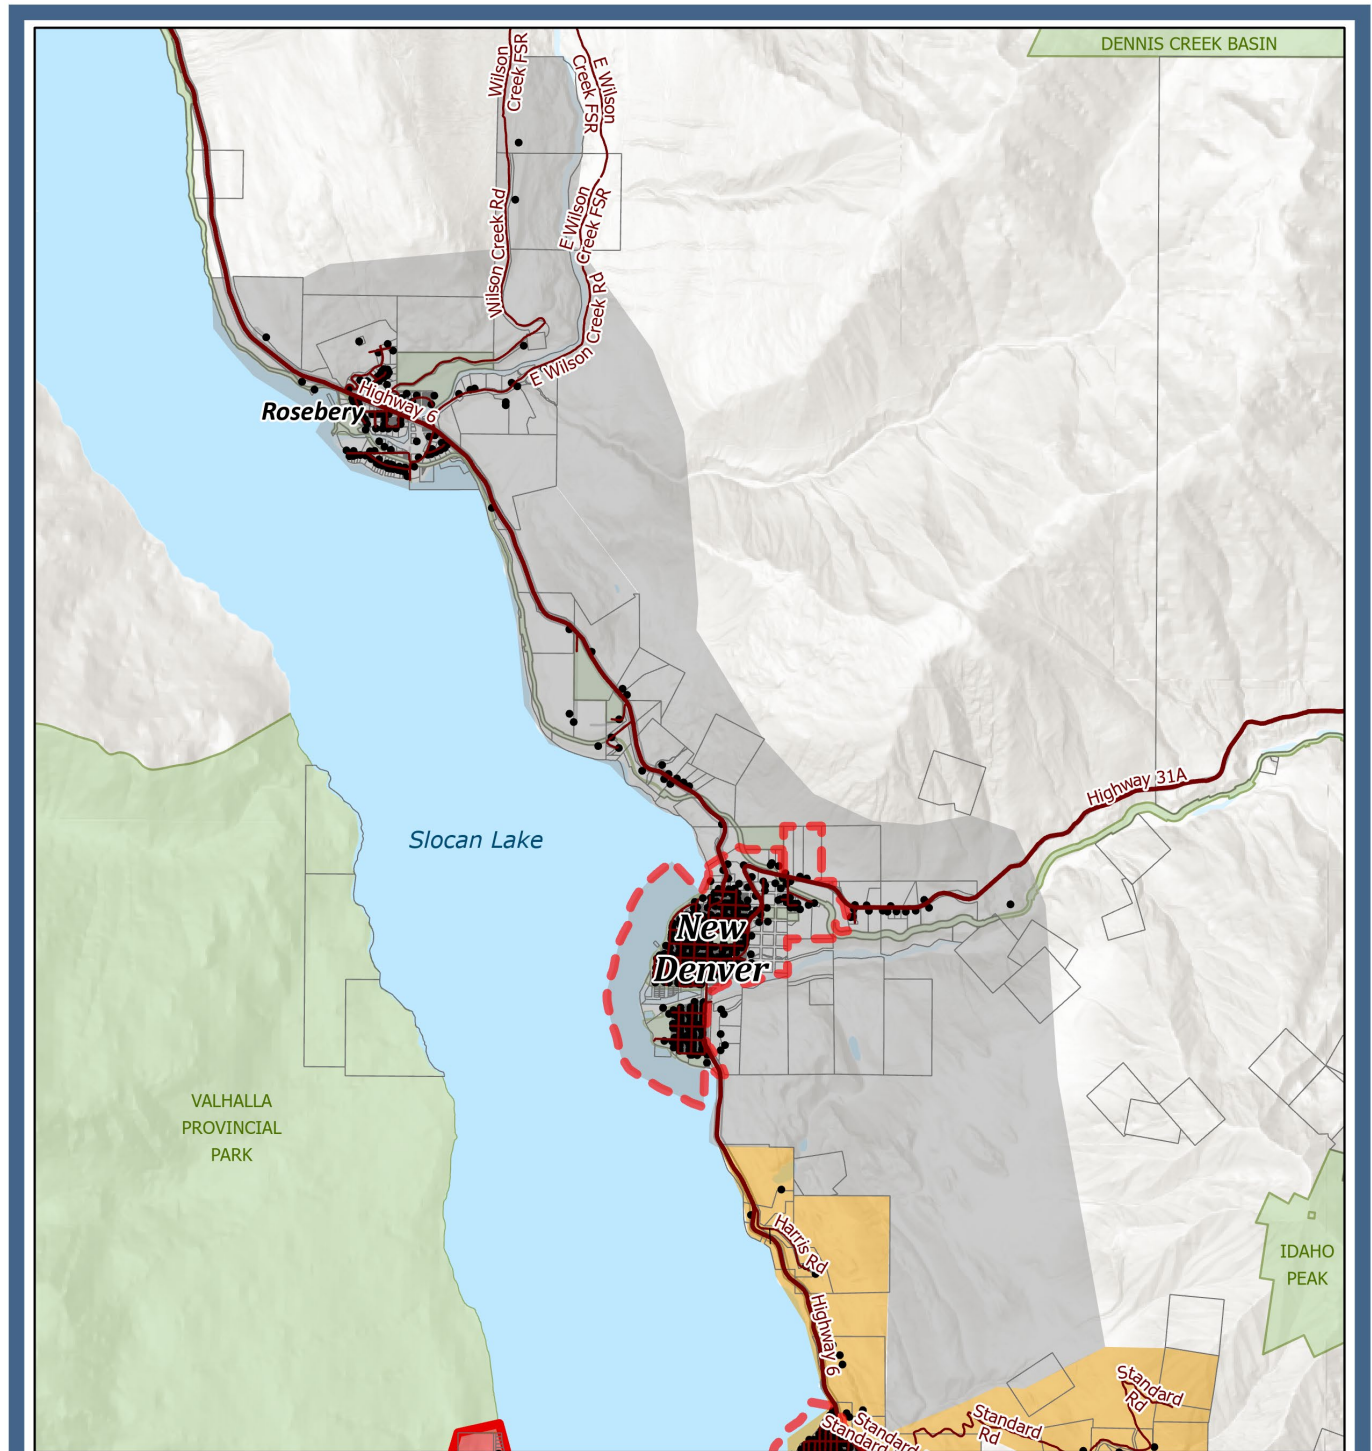 DENNIS CREEK BASIN
Wilson
Creek FSR
E Wilson
Creek FSR
Wilson Creek Rd
E Wilson
Creek FSR
E Wilson Creek Rd
Highway 6
Rosebery
Highway 31A
Slocan Lake
New
Denver
VALHALLA
PROVINCIAL
PARK
Harris Rd
IDAHO
PEAK
Highway 6
Standard
Rd
Standard
Rd
Standard
Standard